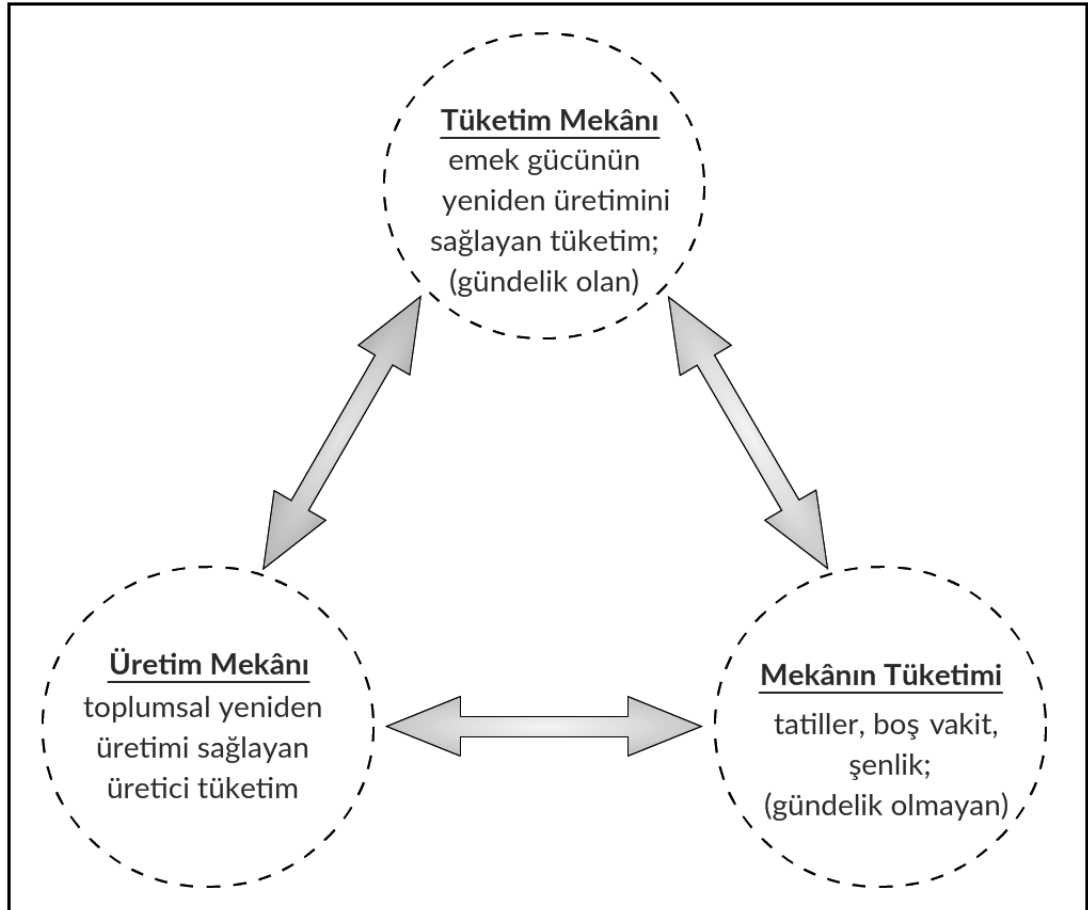 Tüketim Mekânı
emek gücünün
yeniden üretimini
sağlayan tüketim;
(gündelik olan)
Üretim Mekânı
toplumsal yeniden
üretimi sağlayan
üretici tüketim
Mekânın Tüketimi
tatiller, boş vakit,
şenlik;
(gündelik olmayan)